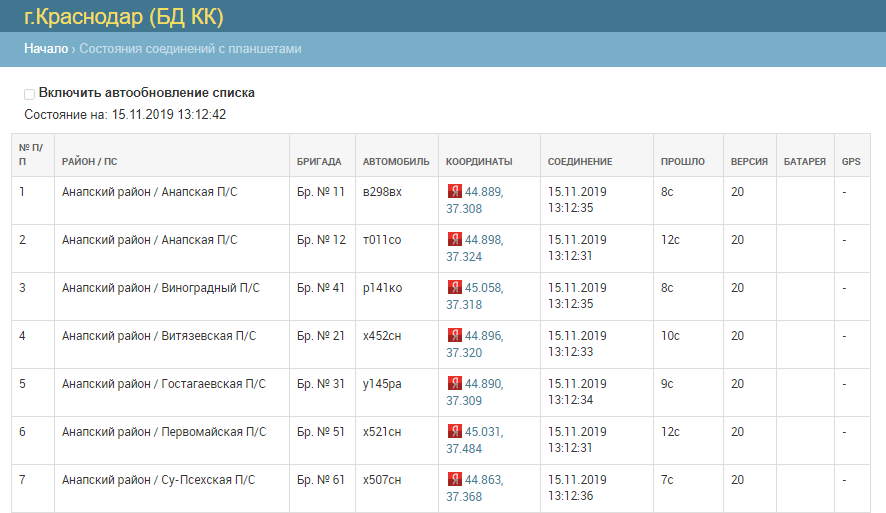 г.Краснодар (БД КК)
Начало › Состояния соединений с планшетами
Включить автообновление списка
Состояние на: 15.11.2019 13:12:42
№ П/П РАЙОН / ПС БРИГАДА АВТОМОБИЛЬ КООРДИНАТЫ СОЕДИНЕНИЕ ПРОШЛО ВЕРСИЯ БАТАРЕЯ GPS
1 Анапский район / Анапская П/С Бр. № 11 в298вх Я 44.889, 15.11.2019 8с 20 -
37.308 13:12:35
2 Анапский район / Анапская П/С Бр. № 12 т011со Я 44.898, 15.11.2019 12с 20 -
37.324 13:12:31
3 Анапский район / Виноградный П/С Бр. № 41 р141ко Я 45.058, 15.11.2019 8с 20 -
37.318 13:12:35
4 Анапский район / Витязевская П/С Бр. № 21 х452сн Я 44.896, 15.11.2019 10с 20 -
37.320 13:12:33
5 Анапский район / Гостагаевская П/С Бр. № 31 у145ра Я 44.890, 15.11.2019 9с 20 -
37.309 13:12:34
6 Анапский район / Первомайская П/С Бр. № 51 х521сн Я 45.031, 15.11.2019 12с 20 -
37.484 13:12:31
7 Анапский район / Су-Псехская П/С Бр. № 61 х507сн Я 44.863, 15.11.2019 7с 20 -
37.368 13:12:36